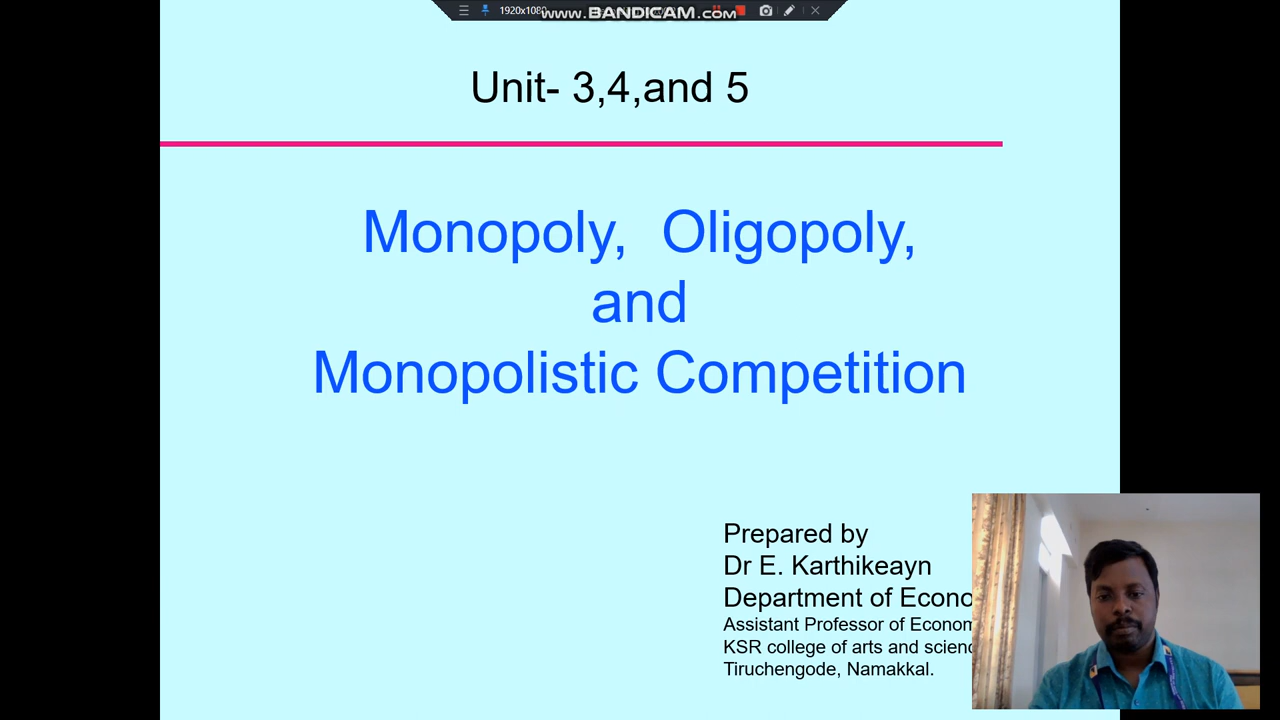 1920x1080
www.BANDICAM.com
Unit- 3,4,and 5
Monopoly, Oligopoly,
and
Monopolistic Competition
Prepared by
Dr E. Karthikeayn
Department of Econo
Assistant Professor of Econom
KSR college of arts and scienc
Tiruchengode, Namakkal.